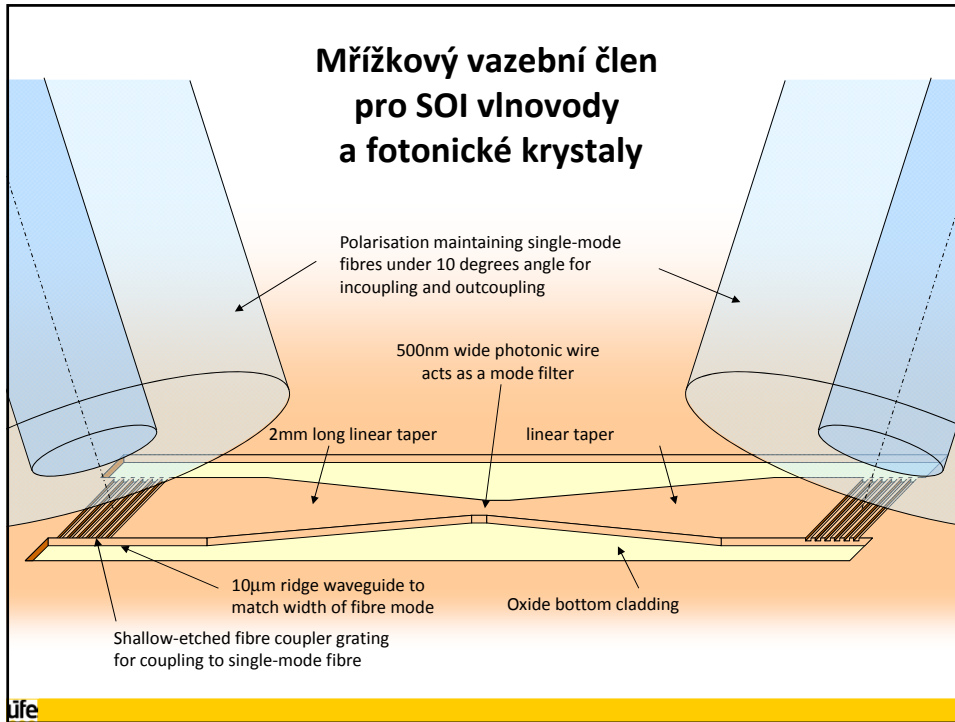 Mřížkový vazební člen
pro SOI vlnovody
a fotonické krystaly
Polarisation maintaining single-mode
fibres under 10 degrees angle for
incoupling and outcoupling
500nm wide photonic wire
acts as a mode filter
2mm long linear taper
linear taper
10μm ridge waveguide to
match width of fibre mode
Oxide bottom cladding
Shallow-etched fibre coupler grating
for coupling to single-mode fibre
ufe